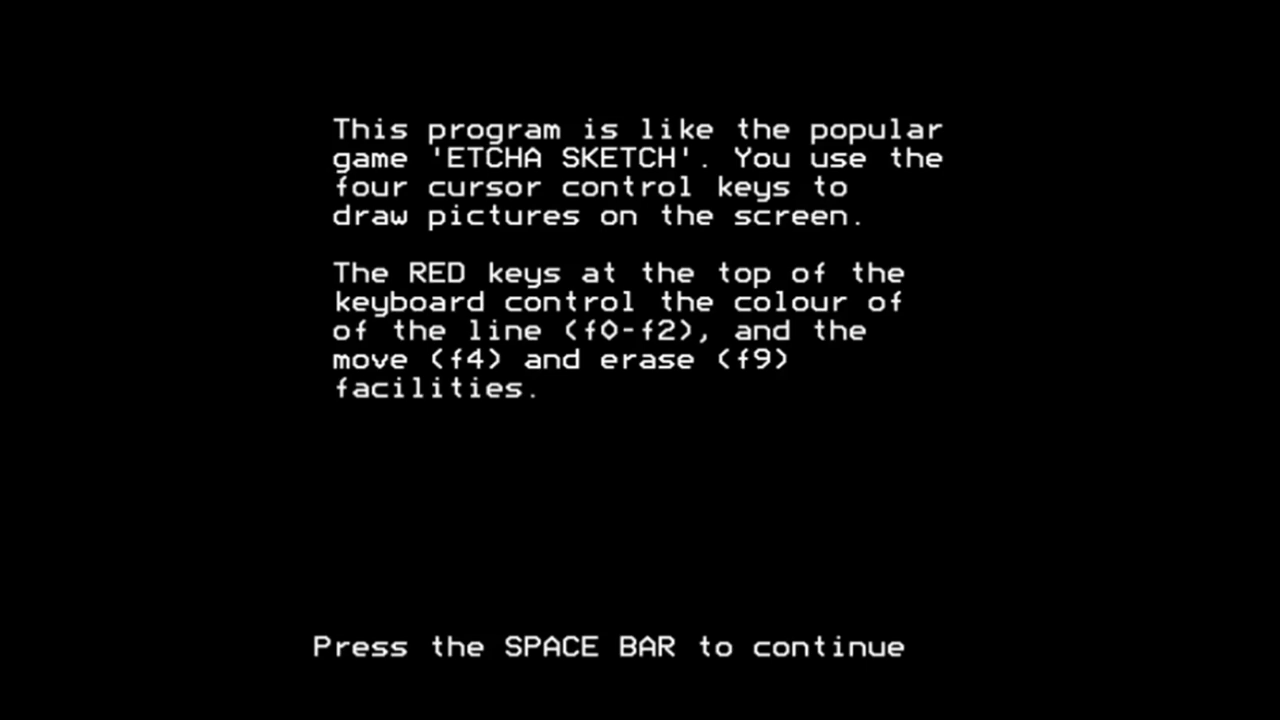 This program is like the popular
game 'ETCHA SKETCH'. You use the
four cursor control keys to
draw pictures on the screen.
The RED keys at the top of the
keyboard control the colour of
of the line (f0-f2), and the
move (f4) and erase (f9)
facilities.
Press the SPACE BAR to continue